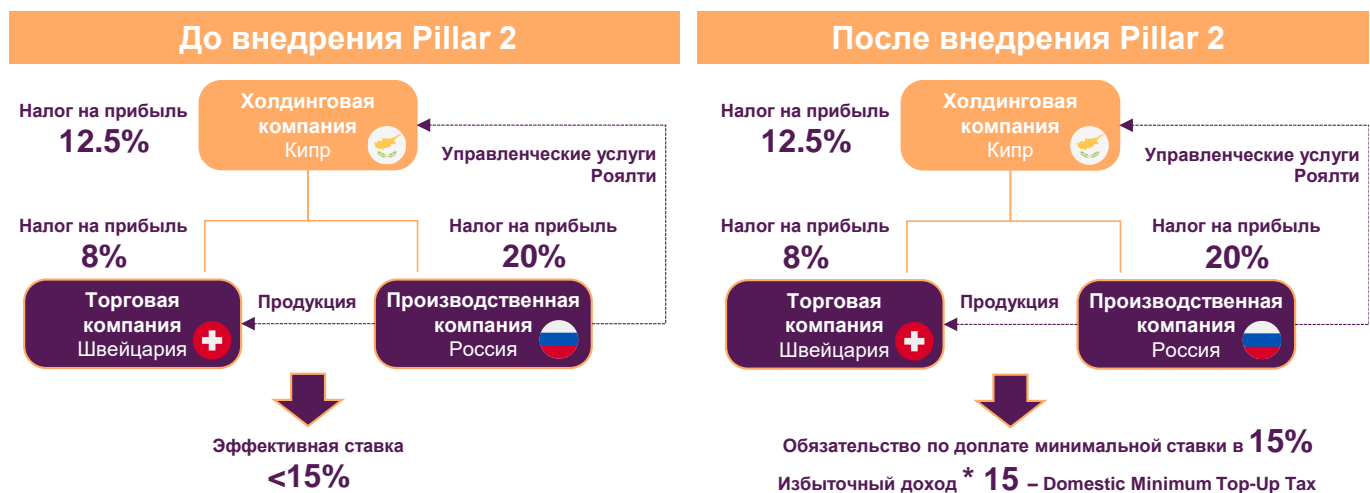 До внедрения Pillar 2
Налог на прибыль
12.5%
Холдинговая
компания
Кипр
Управленческие услуги
Роялти
Налог на прибыль
8%
Налог на прибыль
20%
Торговая
компания
Швейцария
Продукция
Производственная
компания
Россия
Эффективная ставка
<15%
После внедрения Pillar 2
Налог на прибыль
12.5%
Холдинговая
компания
Кипр
Управленческие услуги
Роялти
Налог на прибыль
8%
Налог на прибыль
20%
Торговая
компания
Швейцария
Продукция
Производственная
компания
Россия
Обязательство по доплате минимальной ставки в 15%
Избыточный доход * 15 – Domestic Minimum Top-Up Tax